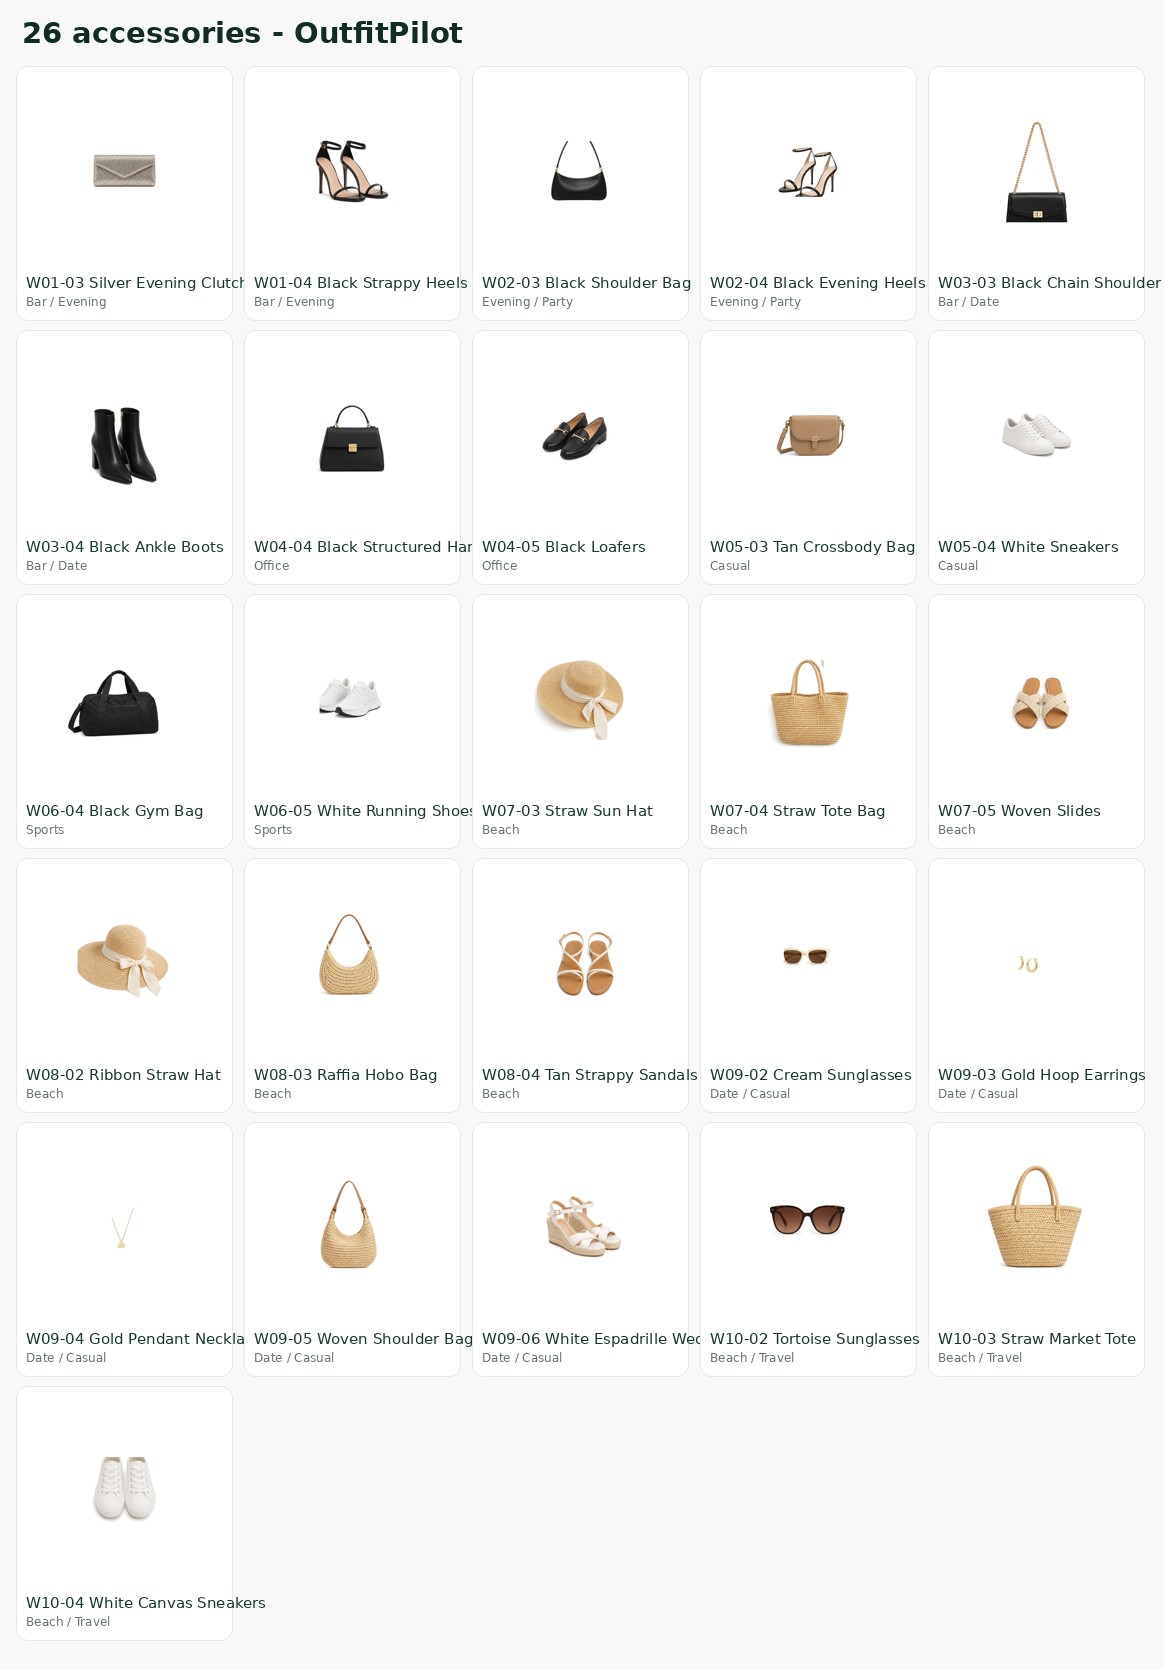 26 accessories - OutfitPilot
W01-03 Silver Evening Clutch
Bar / Evening
W01-04 Black Strappy Heels
Bar / Evening
W02-03 Black Shoulder Bag
Evening / Party
W02-04 Black Evening Heels
Evening / Party
W03-03 Black Chain Shoulder
Bar / Date
W03-04 Black Ankle Boots
Bar / Date
W04-04 Black Structured Han
Office
W04-05 Black Loafers
Office
W05-03 Tan Crossbody Bag
Casual
W05-04 White Sneakers
Casual
W06-04 Black Gym Bag
Sports
W06-05 White Running Shoes
Sports
W07-03 Straw Sun Hat
Beach
W07-04 Straw Tote Bag
Beach
W07-05 Woven Slides
Beach
W08-02 Ribbon Straw Hat
Beach
W08-03 Raffia Hobo Bag
Beach
W08-04 Tan Strappy Sandals
Beach
W09-02 Cream Sunglasses
Date / Casual
W09-03 Gold Hoop Earrings
Date / Casual
W09-04 Gold Pendant Neckla
Date / Casual
W09-05 Woven Shoulder Bag
Date / Casual
W09-06 White Espadrille Wed
Date / Casual
W10-02 Tortoise Sunglasses
Beach / Travel
W10-03 Straw Market Tote
Beach / Travel
W10-04 White Canvas Sneakers
Beach / Travel